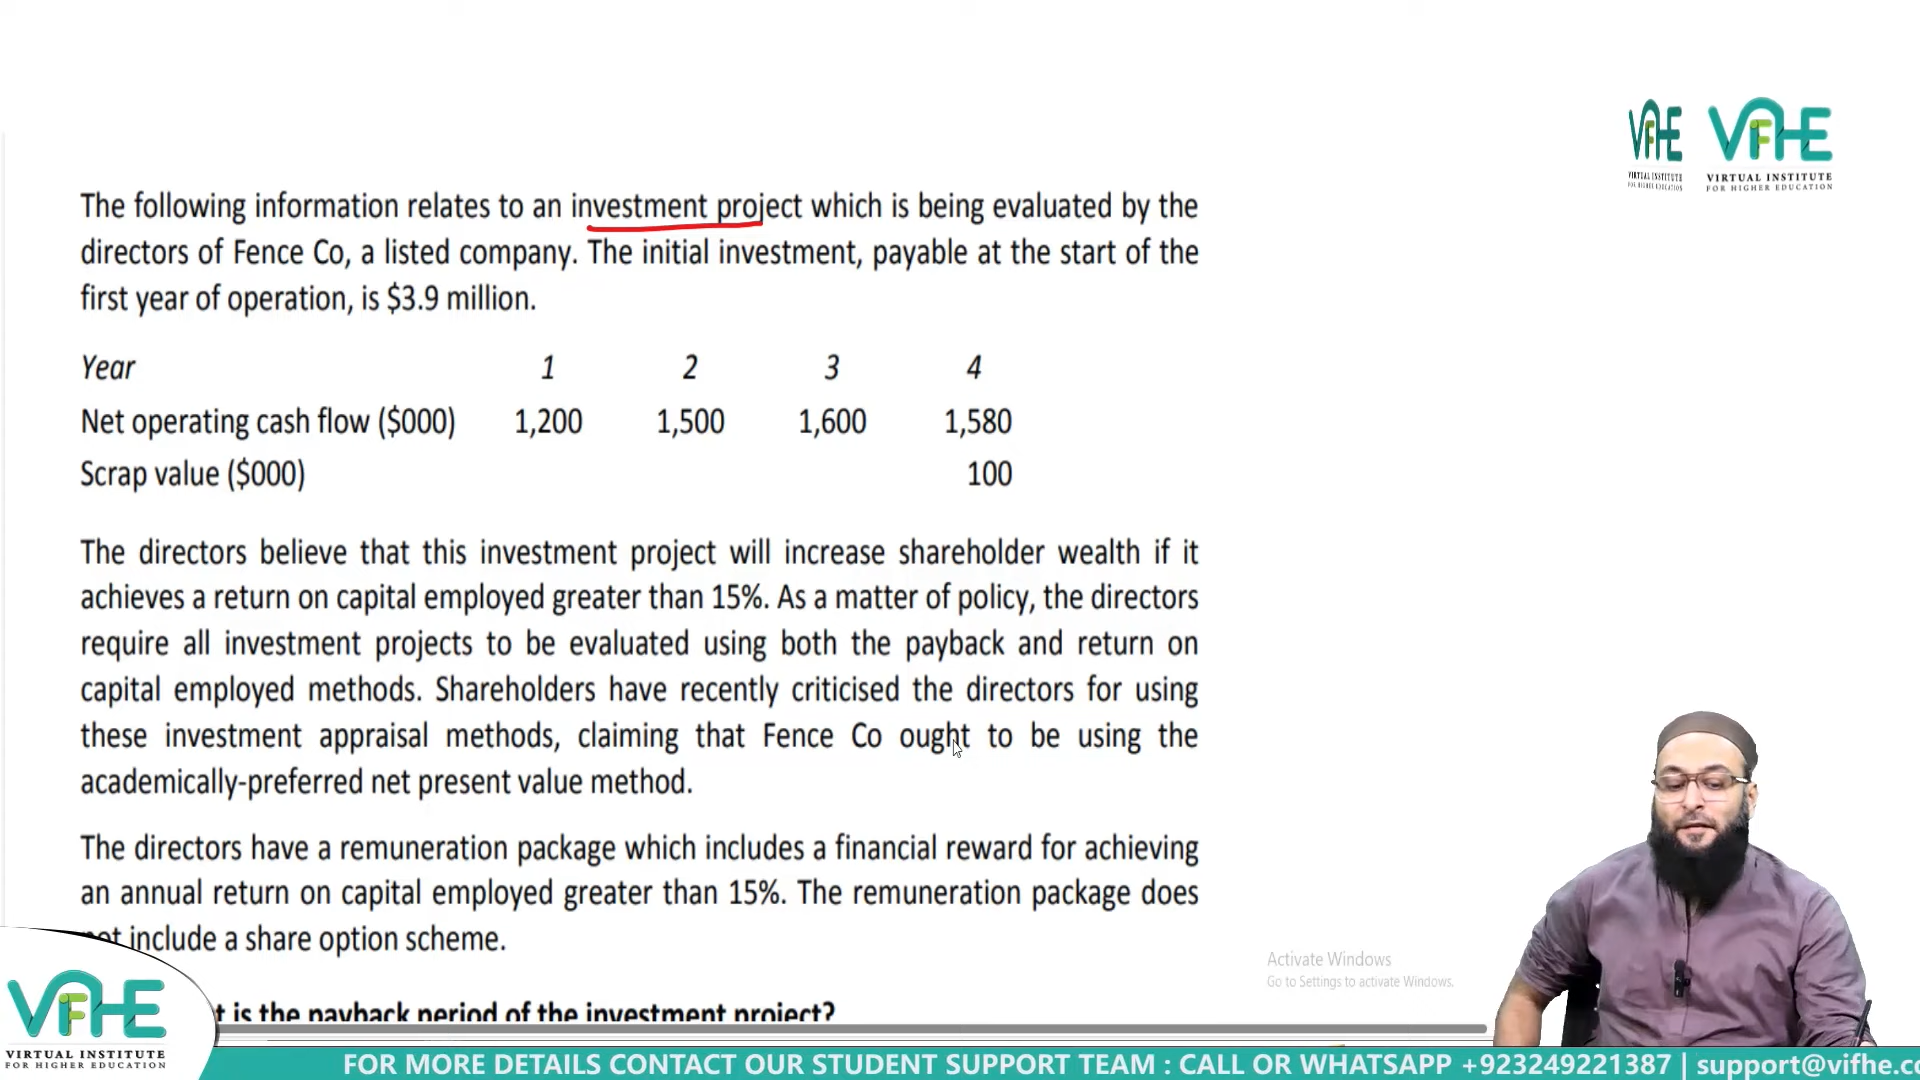 VFHE VFHE
VIRTUAL INSTITUTE VIRTUAL INSTITUTE
FOR HIGHER EDUCATION FOR HIGHER EDUCATION
The following information relates to an investment project which is being evaluated by the
directors of Fence Co, a listed company. The initial investment, payable at the start of the
first year of operation, is $3.9 million.
Year 1 2 3 4
Net operating cash flow ($000) 1,200 1,500 1,600 1,580
Scrap value ($000) 100
The directors believe that this investment project will increase shareholder wealth if it
achieves a return on capital employed greater than 15%. As a matter of policy, the directors
require all investment projects to be evaluated using both the payback and return on
capital employed methods. Shareholders have recently criticised the directors for using
these investment appraisal methods, claiming that Fence Co ought to be using the
academically-preferred net present value method.
The directors have a remuneration package which includes a financial reward for achieving
an annual return on capital employed greater than 15%. The remuneration package does
not include a share option scheme.
Activate Windows
Go to Settings to activate Windows.
t is the payback period of the investment project?
VFHE
VIRTUAL INSTITUTE
FOR HIGHER EDUCATION
FOR MORE DETAILS CONTACT OUR STUDENT SUPPORT TEAM : CALL OR WHATSAPP +923249221387 | support@vifhe.co